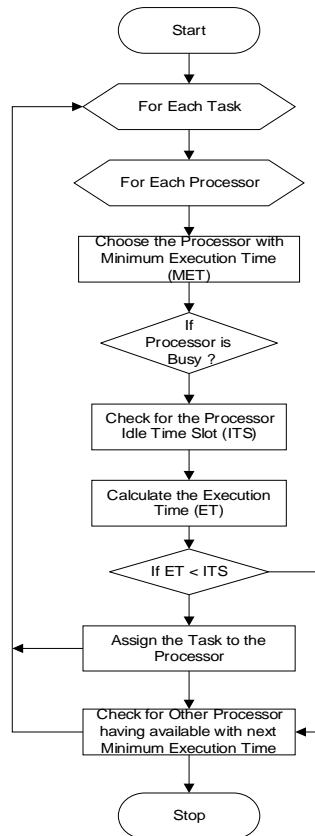 Start
For Each Task
For Each Processor
Choose the Processor with
Minimum Execution Time
(MET)
If
Processor is
Busy ?
Check for the Processor
Idle Time Slot (ITS)
Calculate the Execution
Time (ET)
If ET < ITS
Assign the Task to the
Processor
Check for Other Processor
having available with next
Minimum Execution Time
Stop